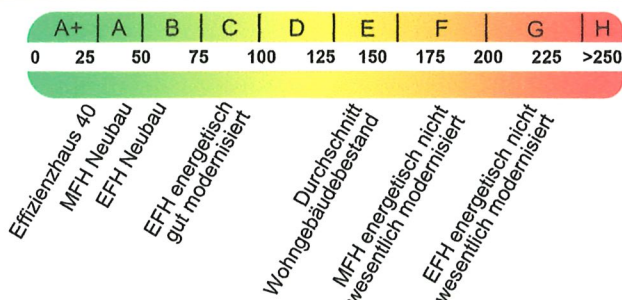 A+ A B C D E F G H
0 25 50 75 100 125 150 175 200 225 >250
Effizienzhaus 40
MFH Neubau
EFH Neubau
EFH energetisch
gut modernisiert
Durchschnitt
Wohngebäudebestand
MFH energetisch nicht
wesentlich modernisiert
EFH energetisch nicht
wesentlich modernisiert